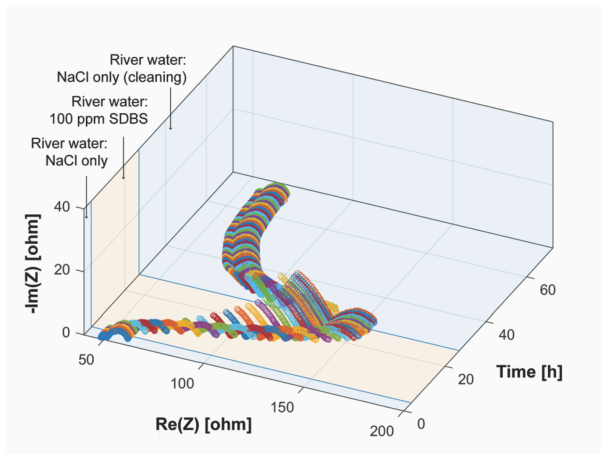 River water:
NaCl only (cleaning)
River water:
100 ppm SDBS
River water:
NaCl only
40
20
0
-Im(Z) [ohm]
50
100
150
200
Re(Z) [ohm]
0
20
40
60
Time [h]